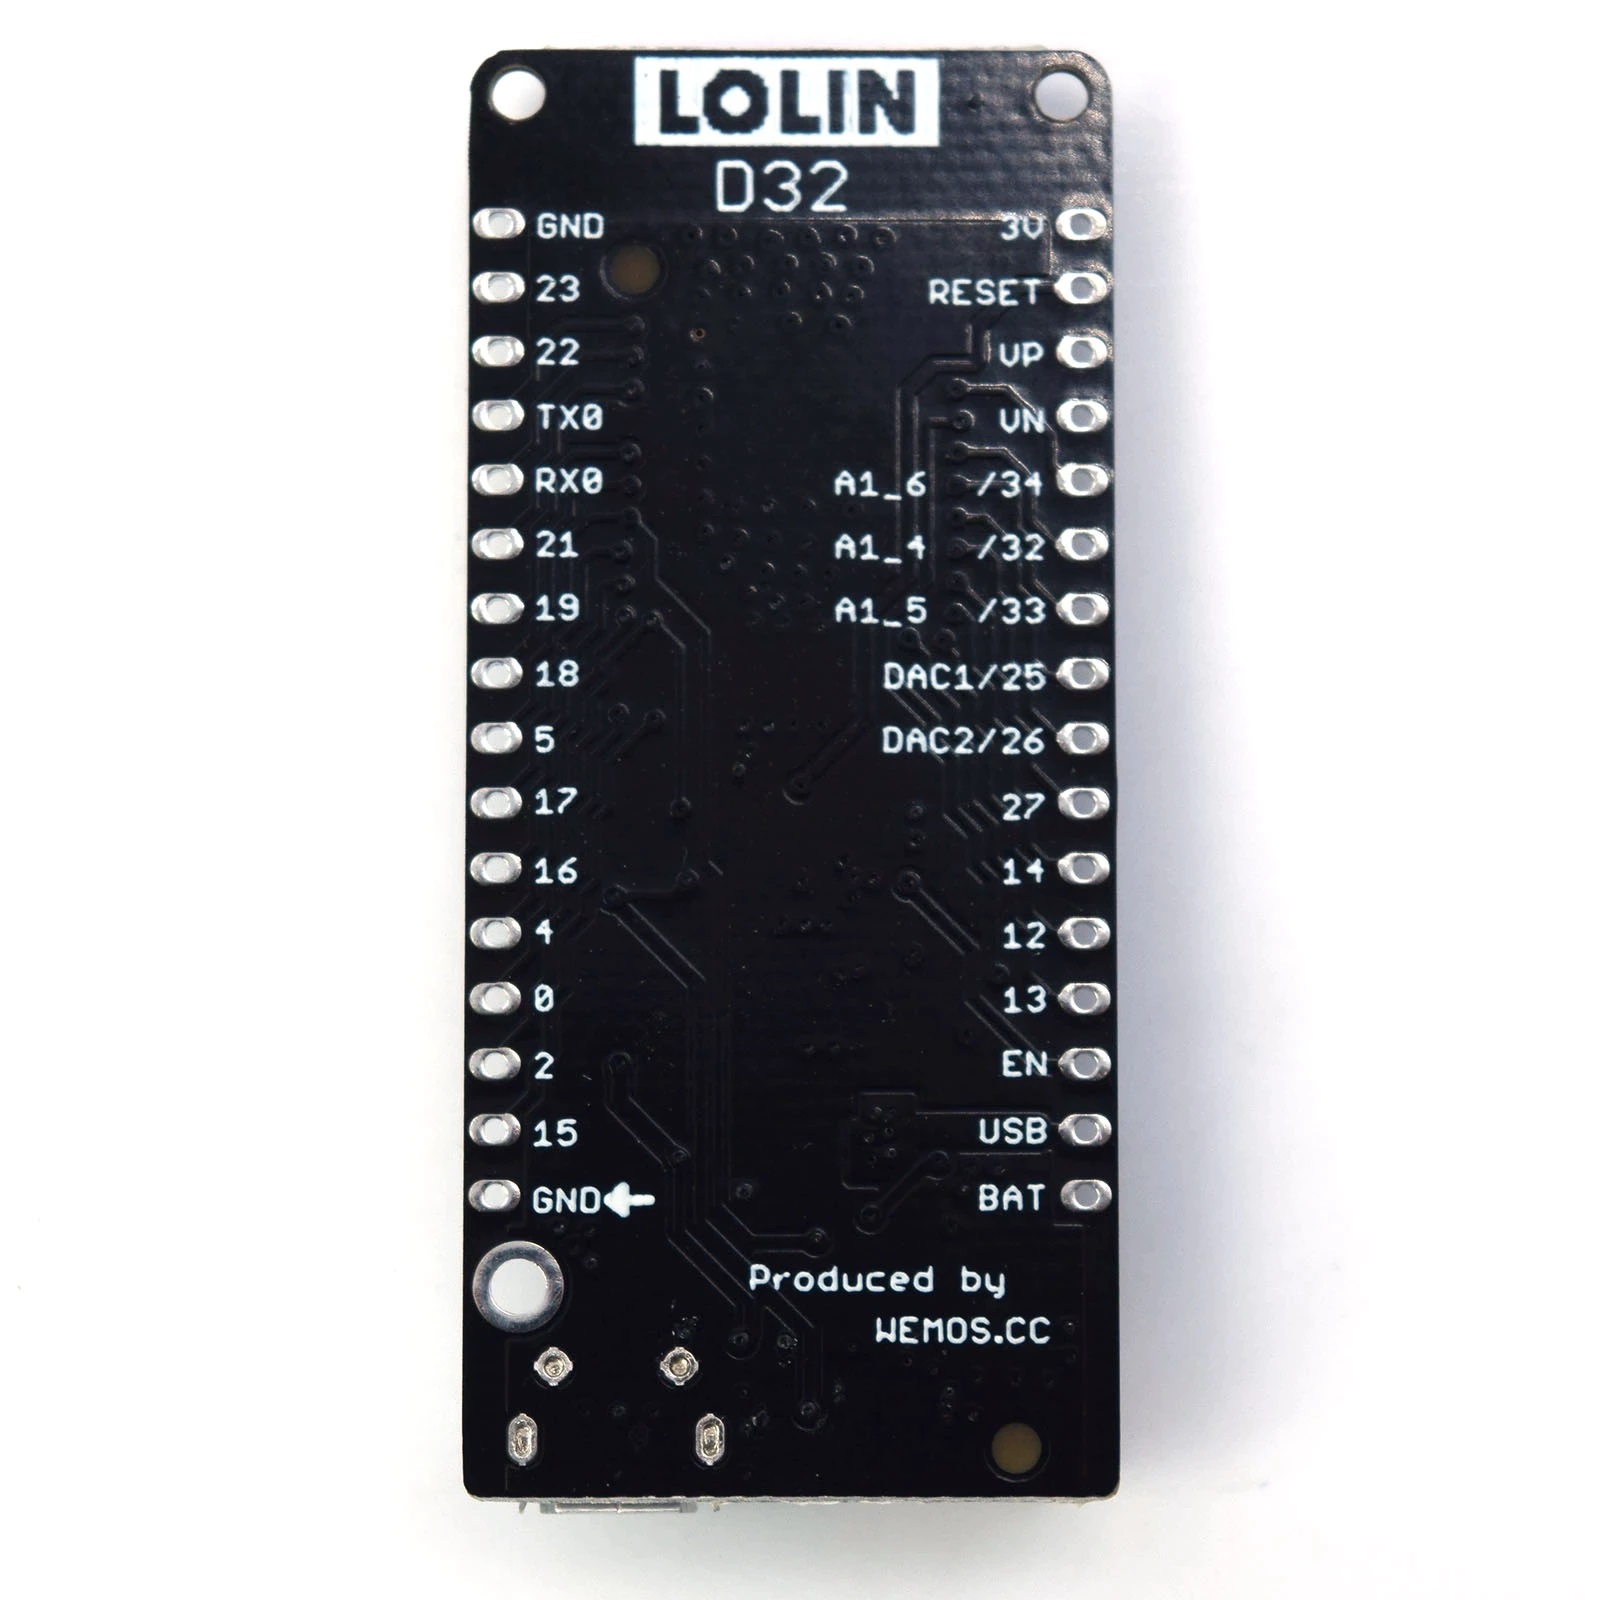 LOLIN
D32
GND 3V
23 RESET
22 VP
TX0 VN
RX0 A1_6 /34
21 A1_4 /32
19 A1_5 /33
18 DAC1/25
5 DAC2/26
17 27
16 14
4 12
0 13
2 EN
15 USB
GND BAT
Produced by
WEMOS.CC